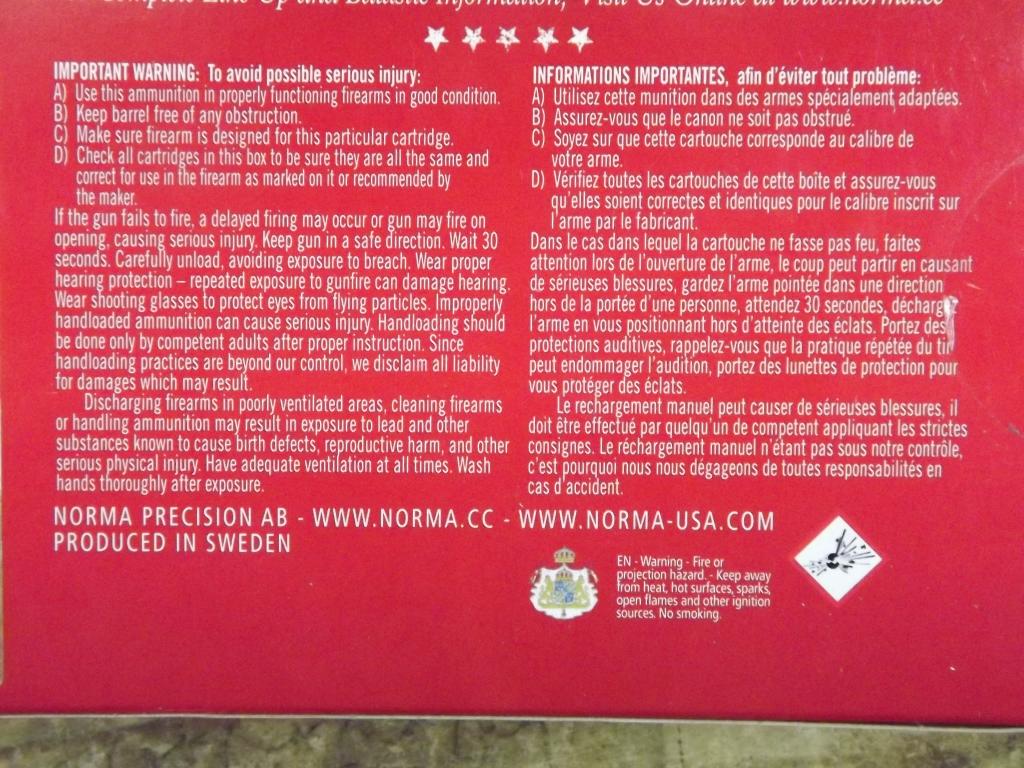 Complete Line Up and Ballistic Information, Visit Us Online at www.norma.cc
IMPORTANT WARNING: To avoid possible serious injury:
A) Use this ammunition in properly functioning firearms in good condition.
B) Keep barrel free of any obstruction.
C) Make sure firearm is designed for this particular cartridge.
D) Check all cartridges in this box to be sure they are all the same and
correct for use in the firearm as marked on it or recommended by
the maker.
If the gun fails to fire, a delayed firing may occur or gun may fire on
opening, causing serious injury. Keep gun in a safe direction. Wait 30
seconds. Carefully unload, avoiding exposure to breach. Wear proper
hearing protection – repeated exposure to gunfire can damage hearing.
Wear shooting glasses to protect eyes from flying particles. Improperly
handloaded ammunition can cause serious injury. Handloading should
be done only by competent adults after proper instruction. Since
handloading practices are beyond our control, we disclaim all liability
for damages which may result.
Discharging firearms in poorly ventilated areas, cleaning firearms
or handling ammunition may result in exposure to lead and other
substances known to cause birth defects, reproductive harm, and other
serious physical injury. Have adequate ventilation at all times. Wash
hands thoroughly after exposure.
INFORMATIONS IMPORTANTES, afin d'éviter tout problème:
A) Utilisez cette munition dans des armes spécialement adaptées.
B) Assurez-vous que le canon ne soit pas obstrué.
C) Soyez sur que cette cartouche corresponde au calibre de
votre arme.
D) Vérifiez toutes les cartouches de cette boîte et assurez-vous
qu'elles soient correctes et identiques pour le calibre inscrit sur
l'arme par le fabricant.
Dans le cas dans lequel la cartouche ne fasse pas feu, faites
attention lors de l'ouverture de l'arme, le coup peut partir en causant
de sérieuses blessures, gardez l'arme pointée dans une direction
hors de la portée d'une personne, attendez 30 secondes, décharg
l'arme en vous positionnant hors d'atteinte des éclats. Portez des
protections auditives, rappelez-vous que la pratique répétée du tir
peut endommager l'audition, portez des lunettes de protection pour
vous protéger des éclats.
Le rechargement manuel peut causer de sérieuses blessures, il
doit être effectué par quelqu'un de competent appliquant les strictes
consignes. Le réchargement manuel n'étant pas sous notre contrôle,
c'est pourquoi nous nous dégageons de toutes responsabilités en
cas d'accident.
NORMA PRECISION AB - WWW.NORMA.CC - WWW.NORMA-USA.COM
PRODUCED IN SWEDEN
EN - Warning - Fire or
projection hazard. - Keep away
from heat, hot surfaces, sparks,
open flames and other ignition
sources. No smoking.